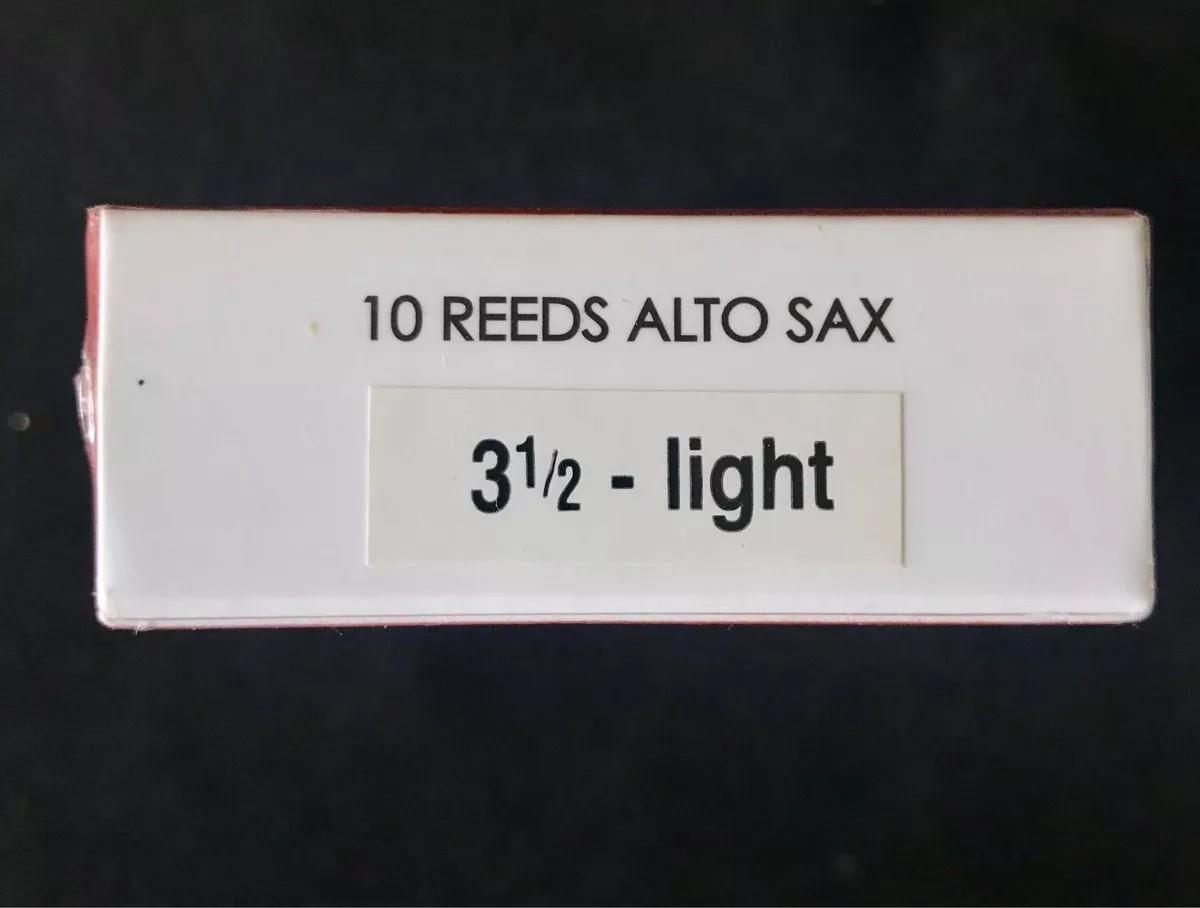 10 REEDS ALTO SAX
3 1/2 - light